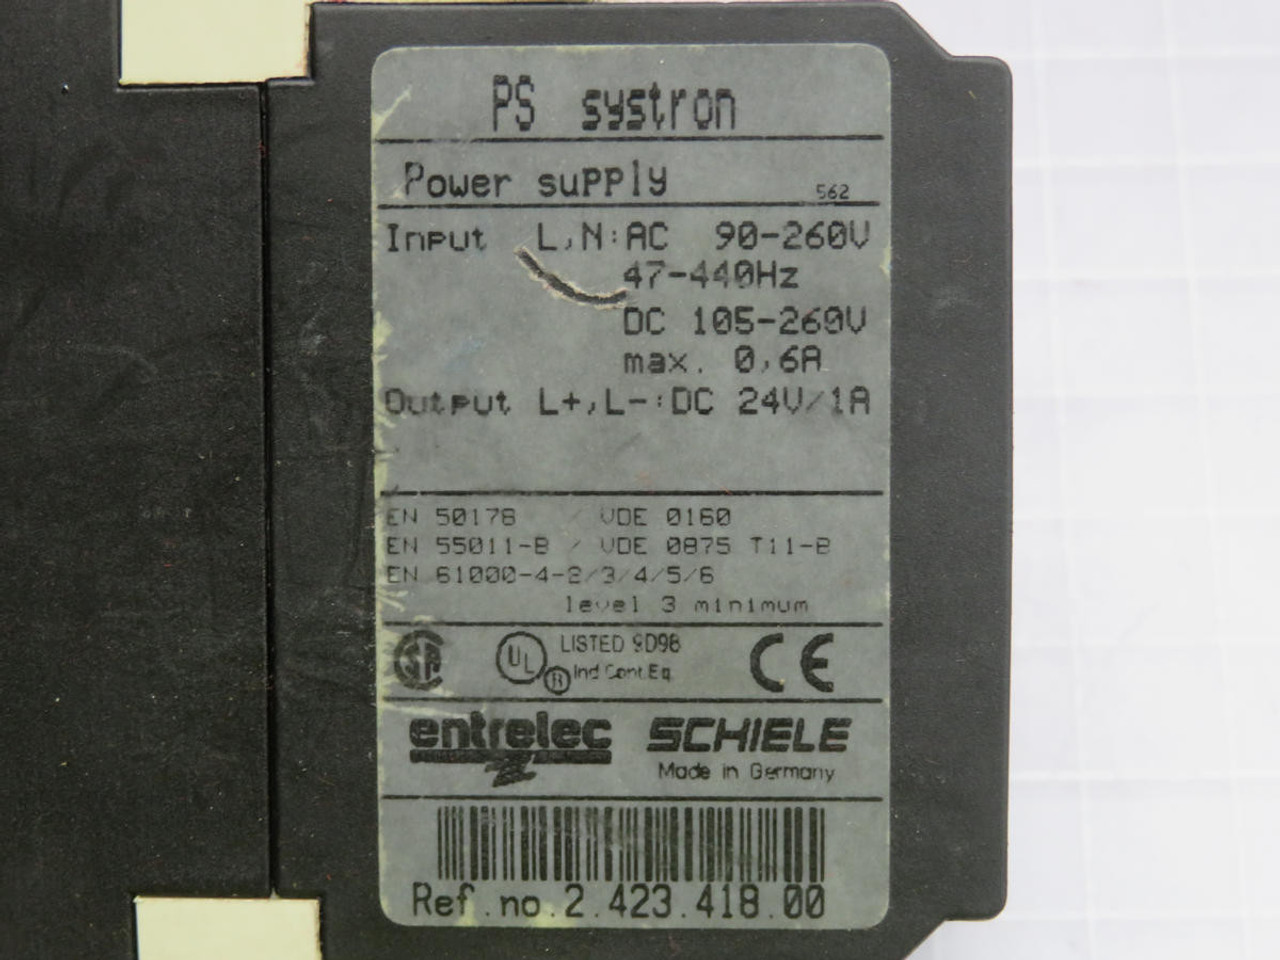 PS systron
Power supply 562
Input L,N:AC 90-260V
47-440Hz
DC 105-260V
max. 0,6A
Output L+,L-:DC 24V/1A
EN 50178 / VDE 0160
EN 55011-B / VDE 0875 T11-B
EN 61000-4-2/3/4/5/6
level 3 minimum
SA UL LISTED 9D98 CE
R Ind Cont.Eq.
entrelec SCHIELE
Made in Germany
Ref.no.2.423.418.00